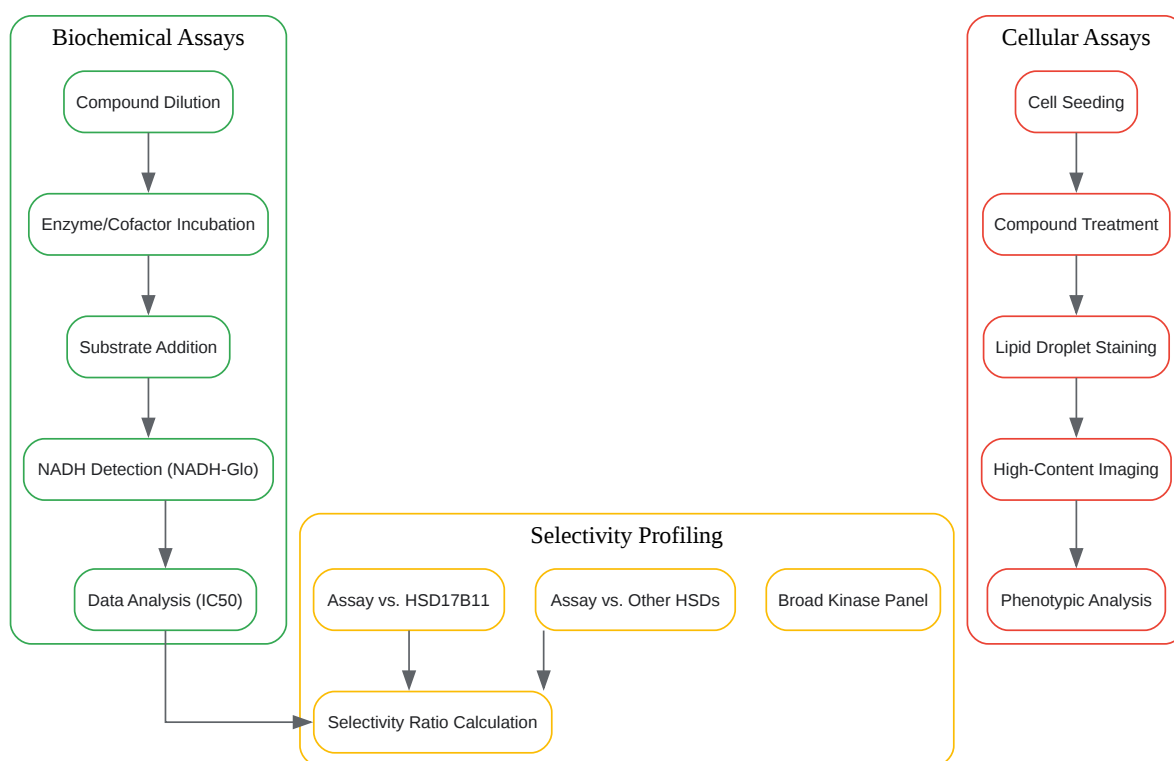 Biochemical Assays
Compound Dilution
Enzyme/Cofactor Incubation
Substrate Addition
NADH Detection (NADH-Glo)
Data Analysis (IC50)
Selectivity Profiling
Assay vs. HSD17B11
Assay vs. Other HSDs
Broad Kinase Panel
Selectivity Ratio Calculation
Cellular Assays
Cell Seeding
Compound Treatment
Lipid Droplet Staining
High-Content Imaging
Phenotypic Analysis